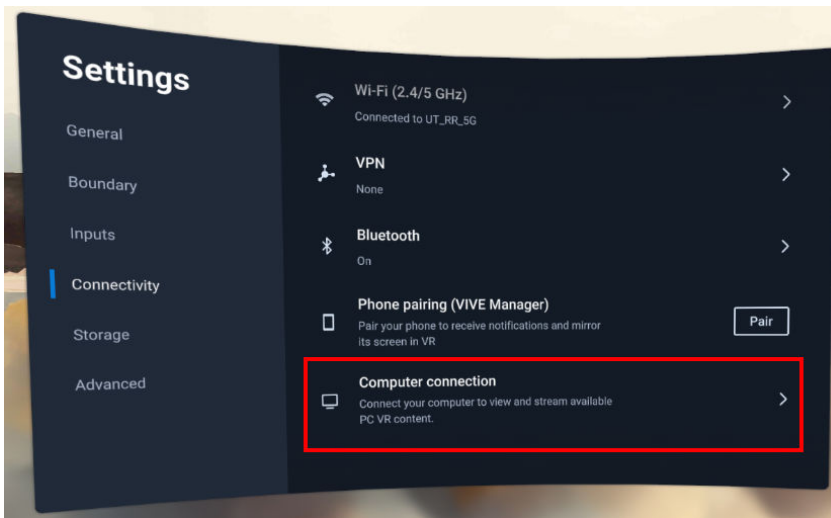 Settings
General
Boundary
Inputs
Connectivity
Storage
Advanced
Wi-Fi (2.4/5 GHz)
Connected to UT_RR_5G
VPN
None
Bluetooth
On
Phone pairing (VIVE Manager)
Pair your phone to receive notifications and mirror
its screen in VR
Pair
Computer connection
Connect your computer to view and stream available
PC VR content.